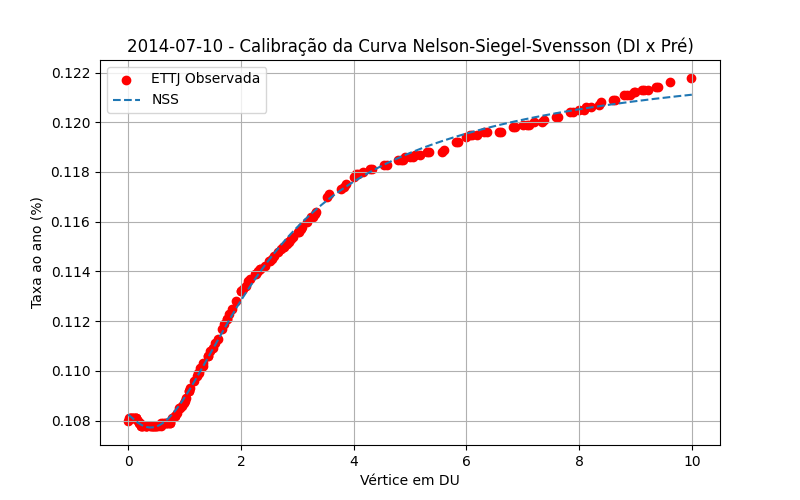 2014-07-10 - Calibração da Curva Nelson-Siegel-Svensson (DI x Pré)
ETTJ Observada
NSS
Taxa ao ano (%)
0.122
0.120
0.118
0.116
0.114
0.112
0.110
0.108
0 2 4 6 8 10
Vértice em DU